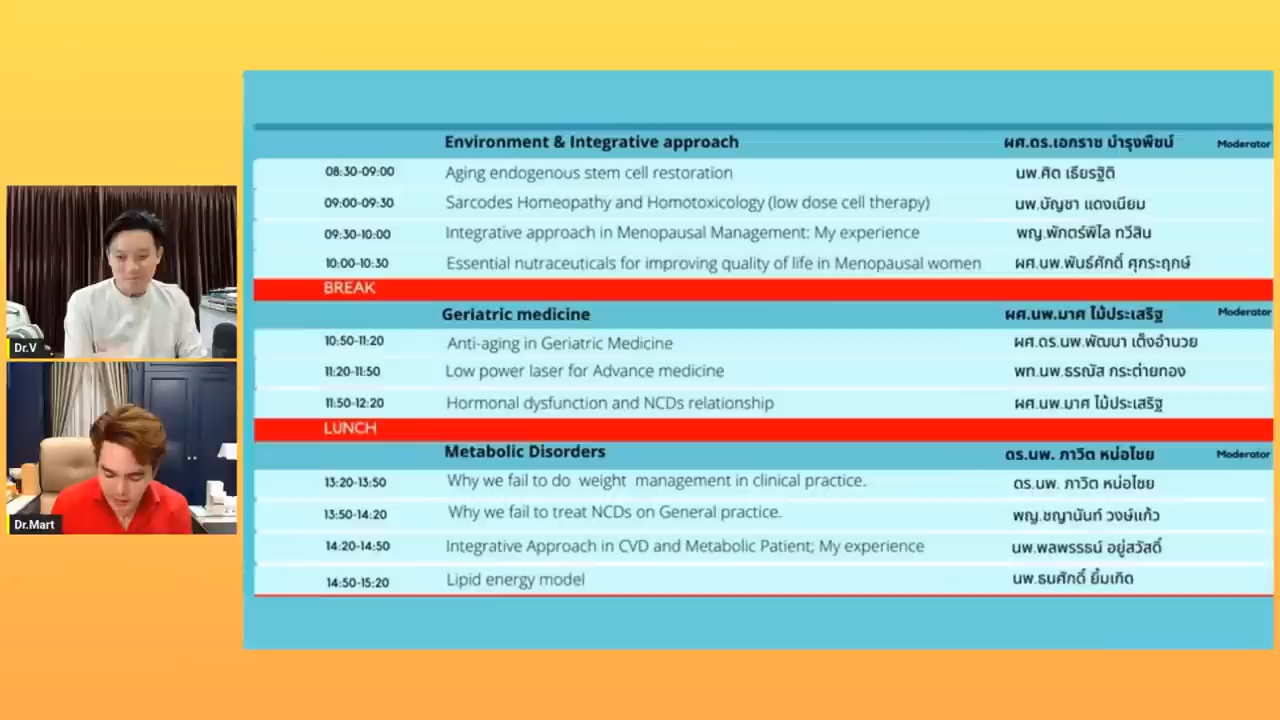 Environment & Integrative approach ผศ.ดร.เอกราช บำรุงพืชน์ Moderator
08:30-09:00 Aging endogenous stem cell restoration นพ.ศิต เธียรฐิติ
09:00-09:30 Sarcodes Homeopathy and Homotoxicology (low dose cell therapy) นพ.บัญชา แดงเนียม
09:30-10:00 Integrative approach in Menopausal Management: My experience พญ.พักตร์พิไล ทวีสิน
10:00-10:30 Essential nutraceuticals for improving quality of life in Menopausal women ผศ.นพ.พันธ์ศักดิ์ ศุกระฤกษ์
BREAK
Geriatric medicine ผศ.นพ.มาศ ไม้ประเสริฐ Moderator
10:50-11:20 Anti-aging in Geriatric Medicine ผศ.ดร.นพ.พัฒนา เต็งอำนวย
11:20-11:50 Low power laser for Advance medicine พท.นพ.ธรณัส กระต่ายทอง
11:50-12:20 Hormonal dysfunction and NCDs relationship ผศ.นพ.มาศ ไม้ประเสริฐ
LUNCH
Metabolic Disorders ดร.นพ. ภาวิต หน่อไชย Moderator
13:20-13:50 Why we fail to do weight management in clinical practice. ดร.นพ. ภาวิต หน่อไชย
13:50-14:20 Why we fail to treat NCDs on General practice. พญ.ชญานันท์ วงษ์แก้ว
14:20-14:50 Integrative Approach in CVD and Metabolic Patient; My experience นพ.พลพรรธน์ อยู่สวัสดิ์
14:50-15:20 Lipid energy model นพ.ธนศักดิ์ ยิ้มเกิด
Dr.V
Dr.Mart